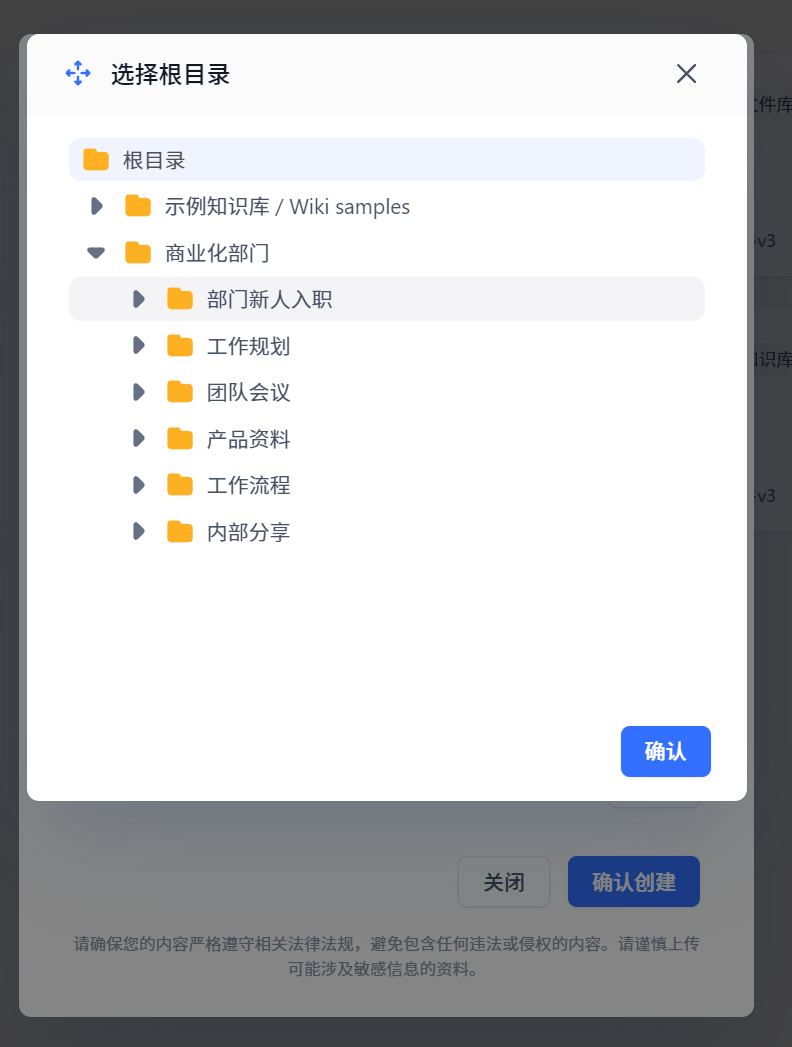 选择根目录
根目录
示例知识库 / Wiki samples
商业化部门
部门新人入职
工作规划
团队会议
产品资料
工作流程
内部分享
确认
件库
-v3
识库
-v3
关闭
确认创建
请确保您的内容严格遵守相关法律法规，避免包含任何违法或侵权的内容。请谨慎上传
可能涉及敏感信息的资料。